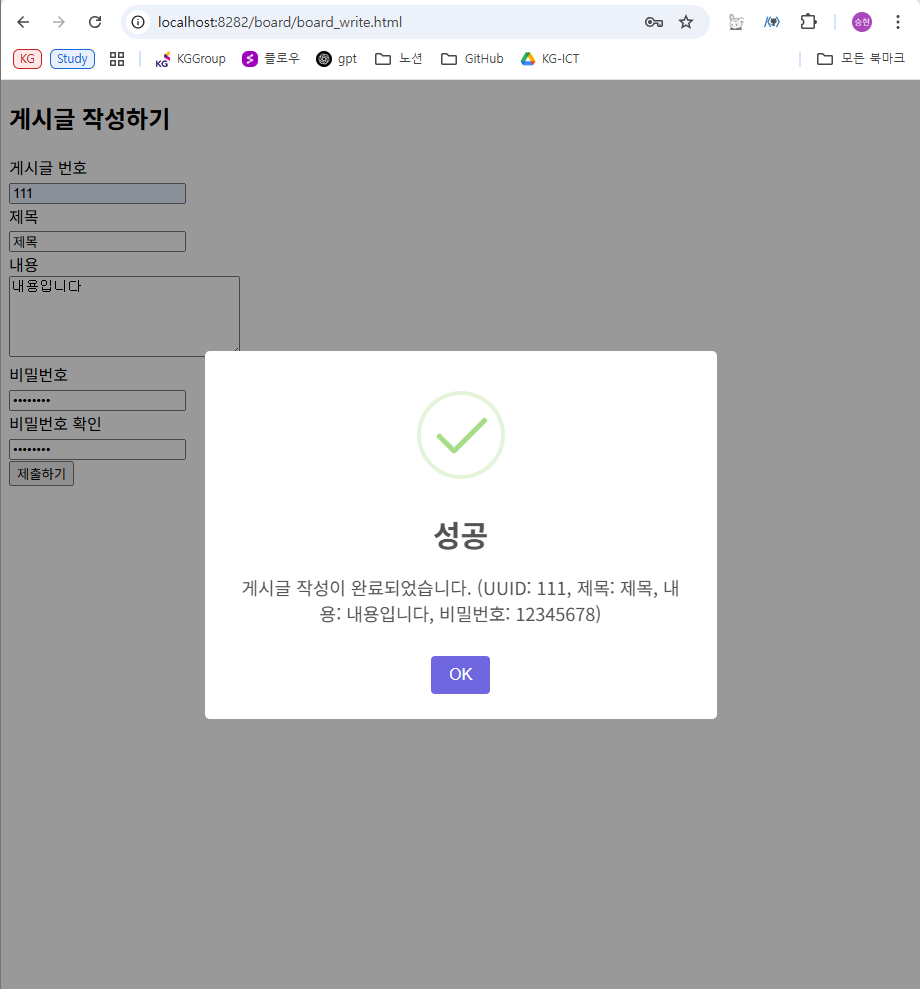 localhost:8282/board/board_write.html
승현
KG Study KGGroup 플로우 gpt 노션 GitHub KG-ICT 모든 북마크
게시글 작성하기
게시글 번호
111
제목
제목
내용
내용입니다
비밀번호
••••••••
비밀번호 확인
••••••••
제출하기
성공
게시글 작성이 완료되었습니다. (UUID: 111, 제목: 제목, 내
용: 내용입니다, 비밀번호: 12345678)
OK